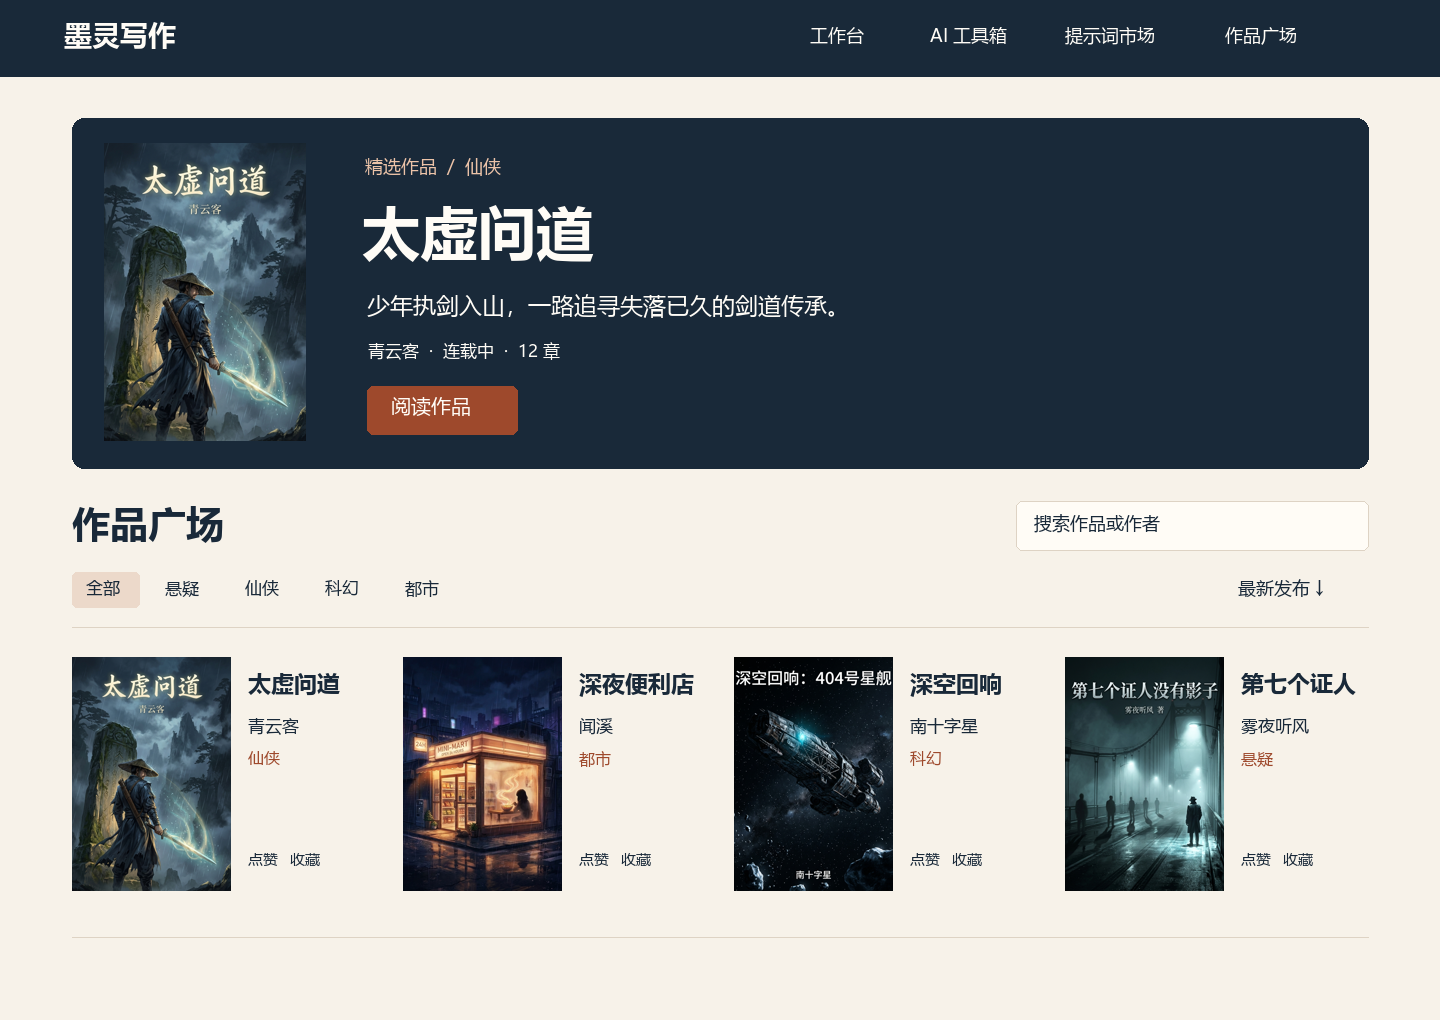 墨灵写作
工作台 AI 工具箱 提示词市场 作品广场
太虚问道
青云客
精选作品 / 仙侠
太虚问道
少年执剑入山，一路追寻失落已久的剑道传承。
青云客 · 连载中 · 12 章
阅读作品
作品广场
搜索作品或作者
全部 悬疑 仙侠 科幻 都市
最新发布↓
太虚问道
青云客
太虚问道
青云客
仙侠
点赞 收藏
24H
MINI-MART
深夜便利店
闻溪
都市
点赞 收藏
深空回响：404号星舰
南十字星
深空回响
南十字星
科幻
点赞 收藏
第七个证人没有影子
雾夜听风 著
第七个证人
雾夜听风
悬疑
点赞 收藏